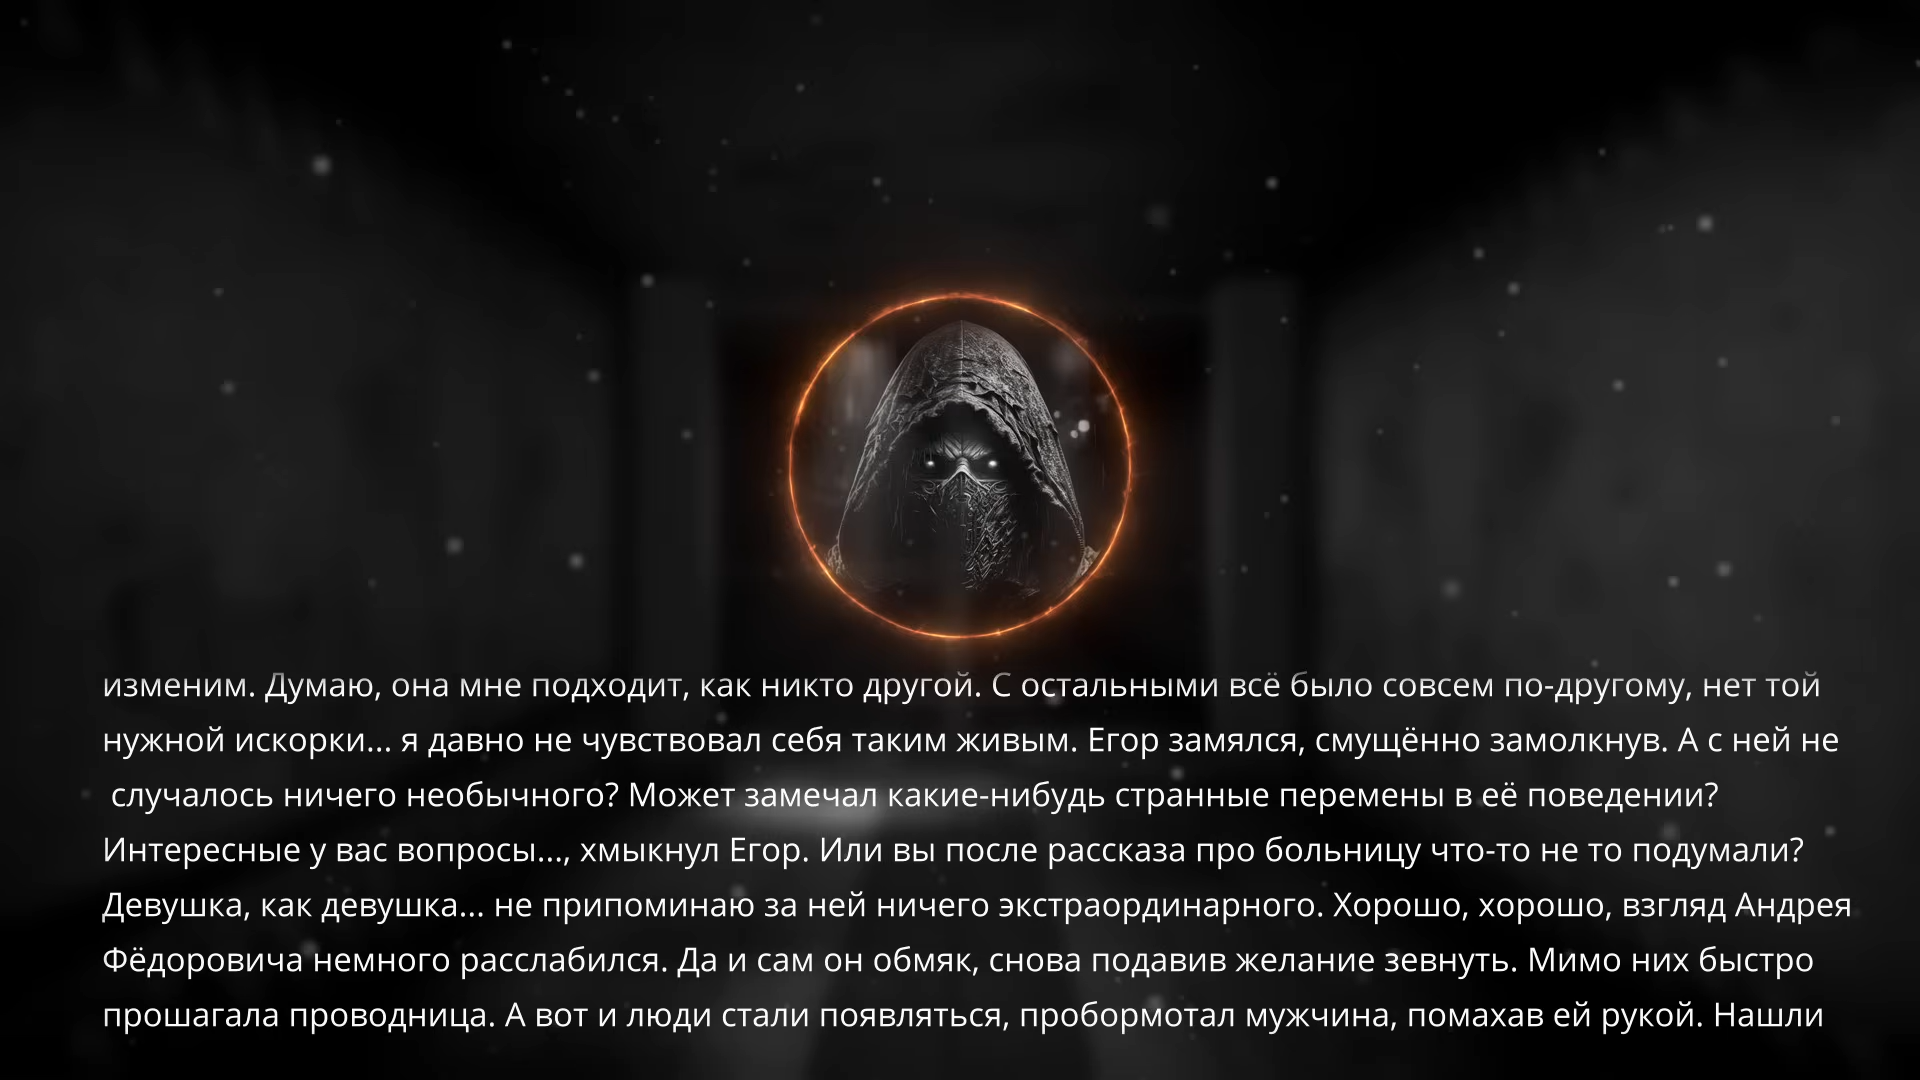 изменим. Думаю, она мне подходит, как никто другой. С остальными всё было совсем по-другому, нет той
нужной искорки... я давно не чувствовал себя таким живым. Егор замялся, смущённо замолкнув. А с ней не
случалось ничего необычного? Может замечал какие-нибудь странные перемены в её поведении?
Интересные у вас вопросы..., хмыкнул Егор. Или вы после рассказа про больницу что-то не то подумали?
Девушка, как девушка... не припоминаю за ней ничего экстраординарного. Хорошо, хорошо, взгляд Андрея
Фёдоровича немного расслабился. Да и сам он обмяк, снова подавив желание зевнуть. Мимо них быстро
прошагала проводница. А вот и люди стали появляться, пробормотал мужчина, помахав ей рукой. Нашли